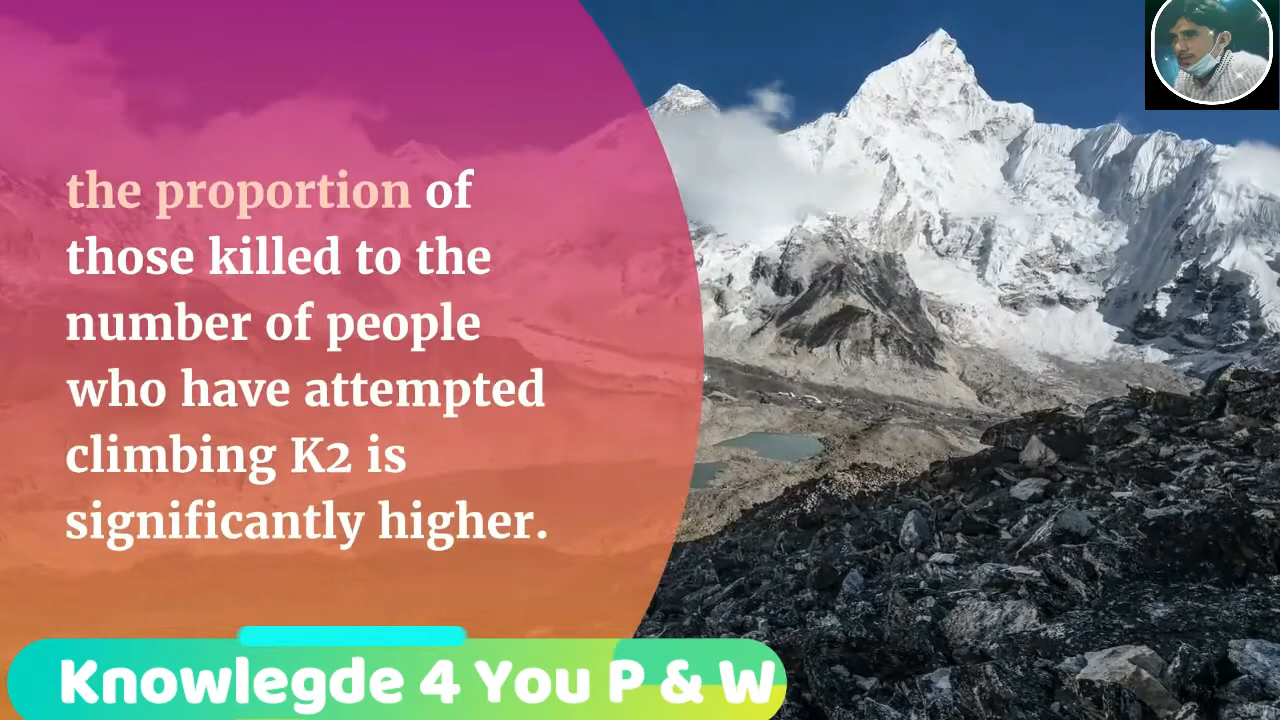 the proportion of
those killed to the
number of people
who have attempted
climbing K2 is
significantly higher.
Knowlegde 4 You P & W